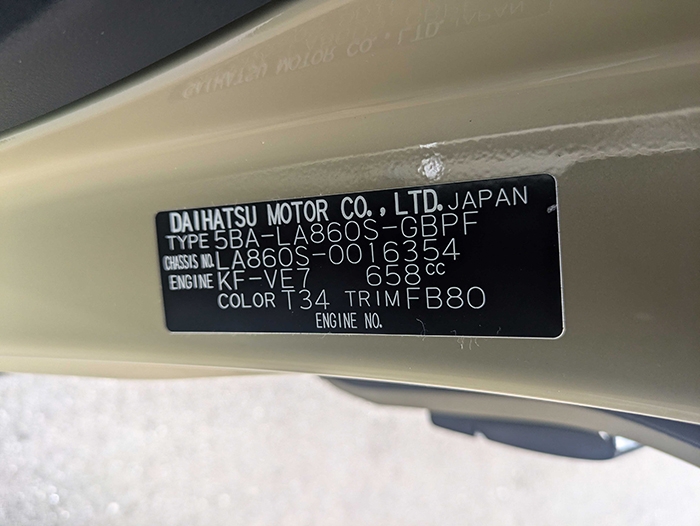 DAIHATSU MOTOR CO., LTD. JAPAN
TYPE 5BA-LA860S-GBPF
CHASSIS NO. LA860S-0016354
ENGINE KF-VE7 658cc
COLOR T34 TRIM FB80
ENGINE NO.